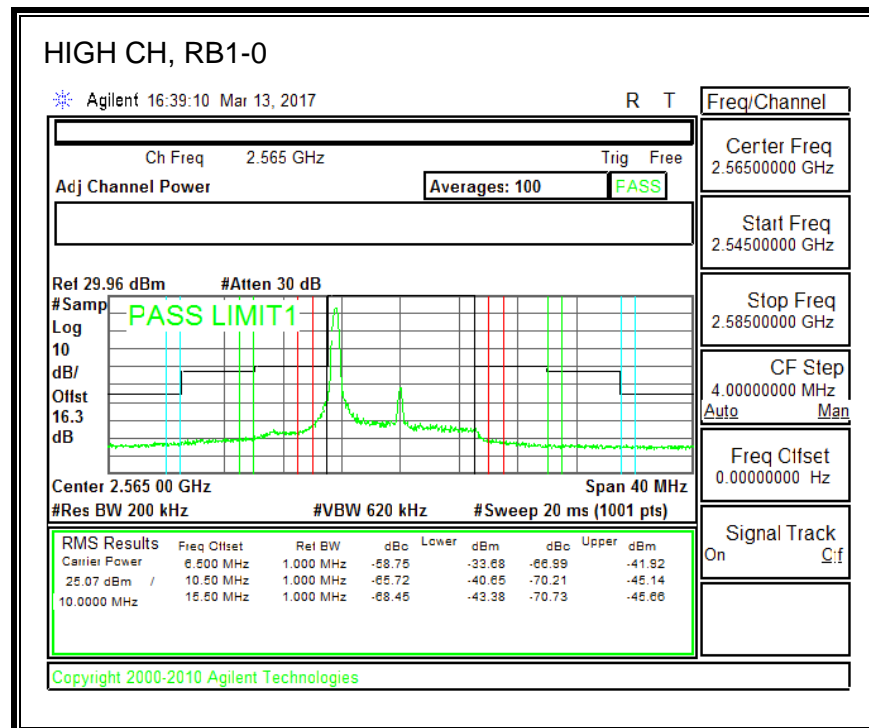 HIGH CH, RB1-0
Agilent 16:39:10 Mar 13, 2017 R T
Freq/Channel
Ch Freq 2.565 GHz Trig Free
Adj Channel Power Averages: 100 PASS
Center Freq
2.56500000 GHz
Start Freq
2.54500000 GHz
Stop Freq
2.58500000 GHz
CF Step
4.00000000 MHz
Auto Man
Freq Offset
0.00000000 Hz
Signal Track
On Off
Ref 29.96 dBm #Atten 30 dB
#Samp
Log
10
dB/
Offst
16.3
dB
PASS LIMIT1
Center 2.565 00 GHz Span 40 MHz
#Res BW 200 kHz #VBW 620 kHz #Sweep 20 ms (1001 pts)
RMS Results Freq Offset Ref BW dBc Lower dBm dBc Upper dBm
Carrier Power 6.500 MHz 1.000 MHz -58.75 -33.68 -66.99 -41.92
25.07 dBm / 10.50 MHz 1.000 MHz -65.72 -40.65 -70.21 -45.14
10.0000 MHz 15.50 MHz 1.000 MHz -68.45 -43.38 -70.73 -45.66
Copyright 2000-2010 Agilent Technologies